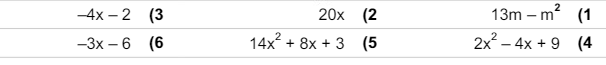 (1 13m – m² (2 20x (3 –4x – 2
(4 2x² – 4x + 9 (5 14x² + 8x + 3 (6 –3x – 6